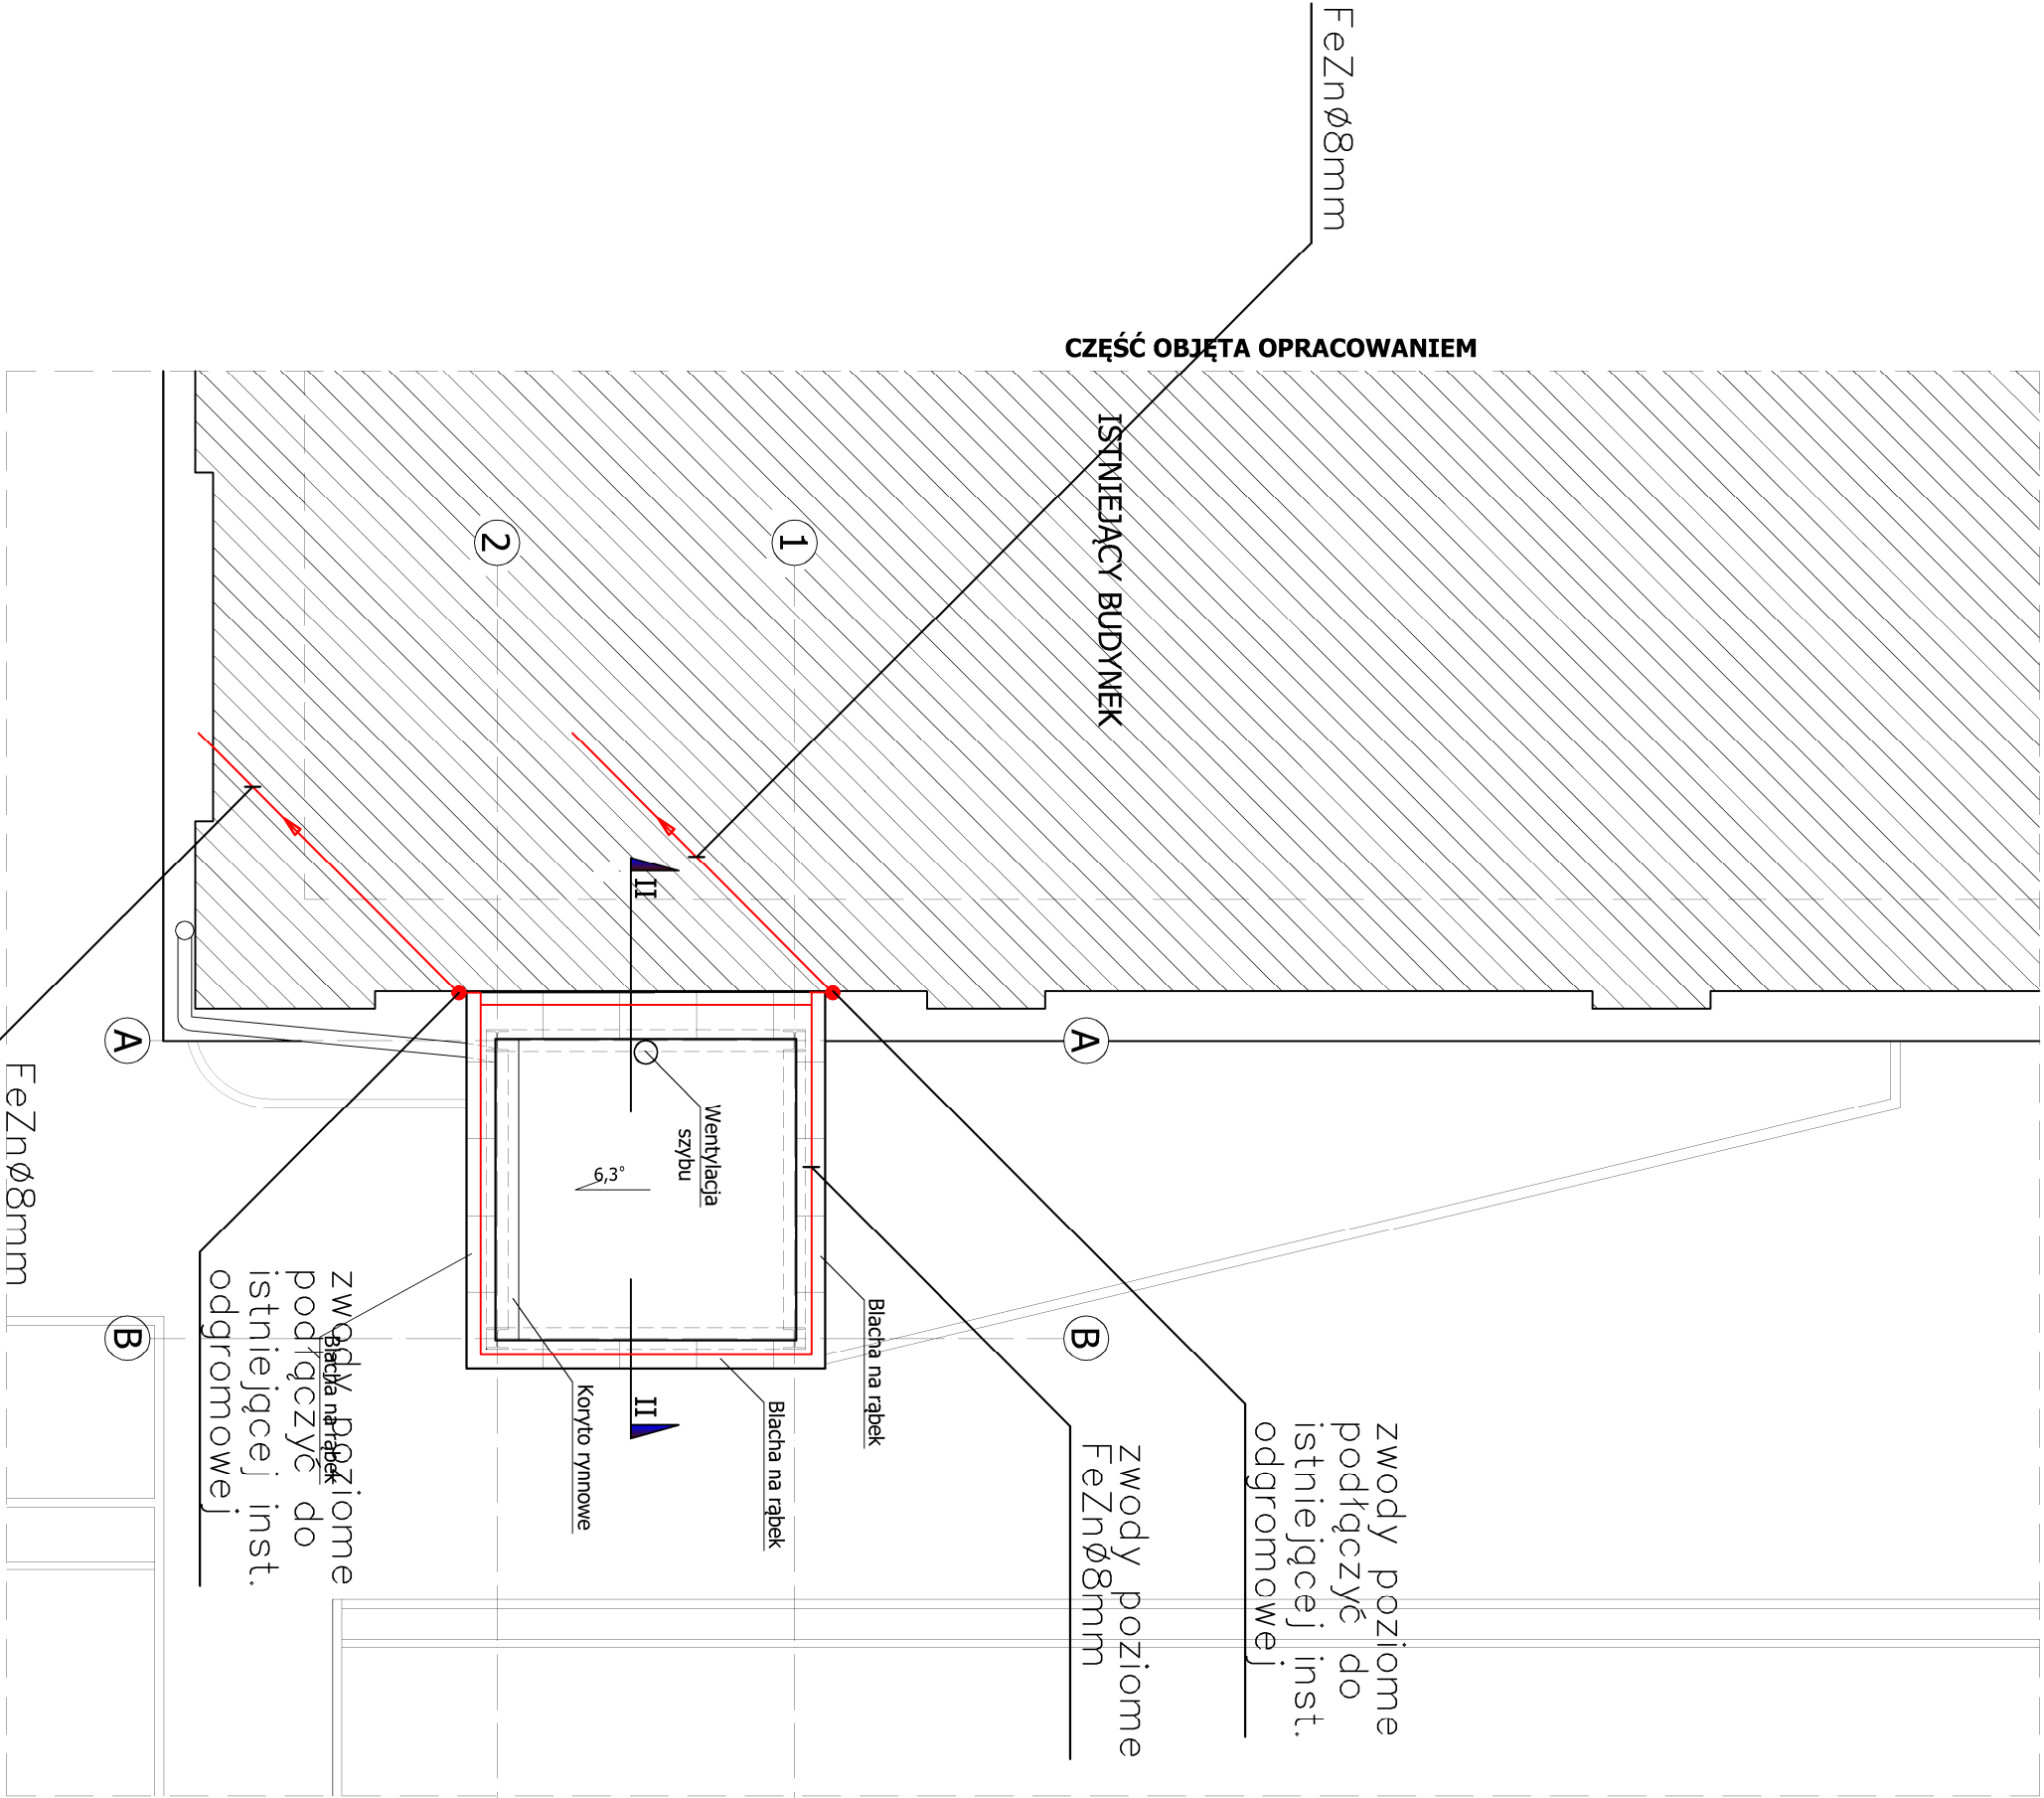 FeZnø8mm
CZĘŚĆ OBJĘTA OPRACOWANIEM
ISTNIEJĄCY BUDYNEK
2
1
II
A
A
FeZnø8mm
Wentylacja
szybu
6,3°
B
B
zwody poziome
podłączyć do
istniejącej inst.
odgromowej
Blacha na rąbek
Koryto rynnowe
II
Blacha na rąbek
Blacha na rąbek
zwody poziome
FeZnø8mm
zwody poziome
podłączyć do
istniejącej inst.
odgromowej